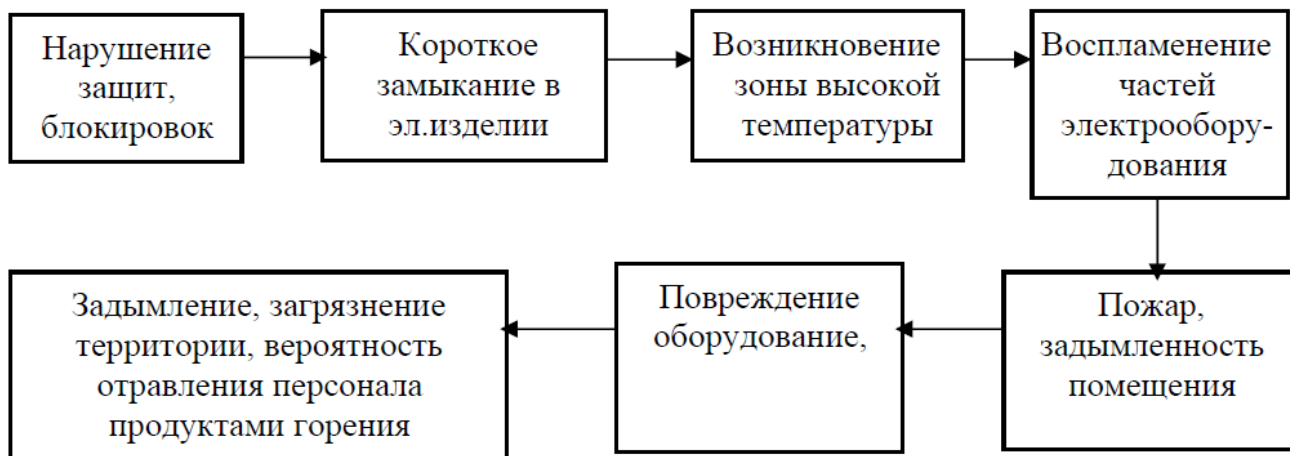 Нарушение
защит,
блокировок
Короткое
замыкание в
эл.изделии
Возникновение
зоны высокой
температуры
Воспламенение
частей
электрообору-
дования
Пожар,
задымленность
помещения
Повреждение
оборудование,
Задымление, загрязнение
территории, вероятность
отравления персонала
продуктами горения